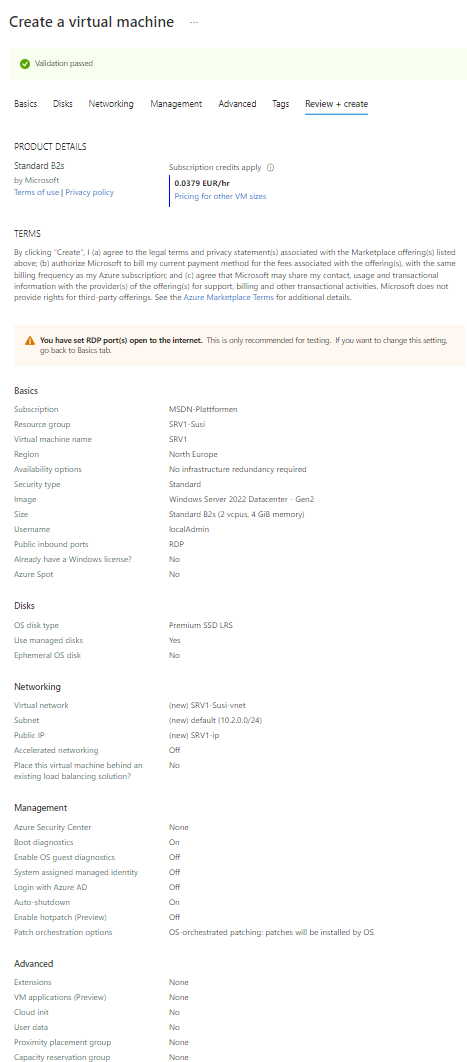 Create a virtual machine ...
Validation passed
Basics Disks Networking Management Advanced Tags Review + create
PRODUCT DETAILS
Standard B2s
by Microsoft
Terms of use | Privacy policy
Subscription credits apply
0.0379 EUR/hr
Pricing for other VM sizes
TERMS
By clicking "Create", I (a) agree to the legal terms and privacy statement(s) associated with the Marketplace offering(s) listed
above; (b) authorize Microsoft to bill my current payment method for the fees associated with the offering(s), with the same
billing frequency as my Azure subscription; and (c) agree that Microsoft may share my contact, usage and transactional
information with the provider(s) of the offering(s) for support, billing and other transactional activities. Microsoft does not
provide rights for third-party offerings. See the Azure Marketplace Terms for additional details.
You have set RDP port(s) open to the internet. This is only recommended for testing. If you want to change this setting,
go back to Basics tab.
Basics
Subscription MSDN-Plattformen
Resource group SRV1-Susi
Virtual machine name SRV1
Region North Europe
Availability options No infrastructure redundancy required
Security type Standard
Image Windows Server 2022 Datacenter - Gen2
Size Standard B2s (2 vcpus, 4 GiB memory)
Username localAdmin
Public inbound ports RDP
Already have a Windows license? No
Azure Spot No
Disks
OS disk type Premium SSD LRS
Use managed disks Yes
Ephemeral OS disk No
Networking
Virtual network (new) SRV1-Susi-vnet
Subnet (new) default (10.2.0.0/24)
Public IP (new) SRV1-ip
Accelerated networking Off
Place this virtual machine behind an No
existing load balancing solution?
Management
Azure Security Center None
Boot diagnostics On
Enable OS guest diagnostics Off
System assigned managed identity Off
Login with Azure AD Off
Auto-shutdown On
Enable hotpatch (Preview) Off
Patch orchestration options OS-orchestrated patching: patches will be installed by OS
Advanced
Extensions None
VM applications (Preview) None
Cloud init No
User data No
Proximity placement group None
Capacity reservation group None